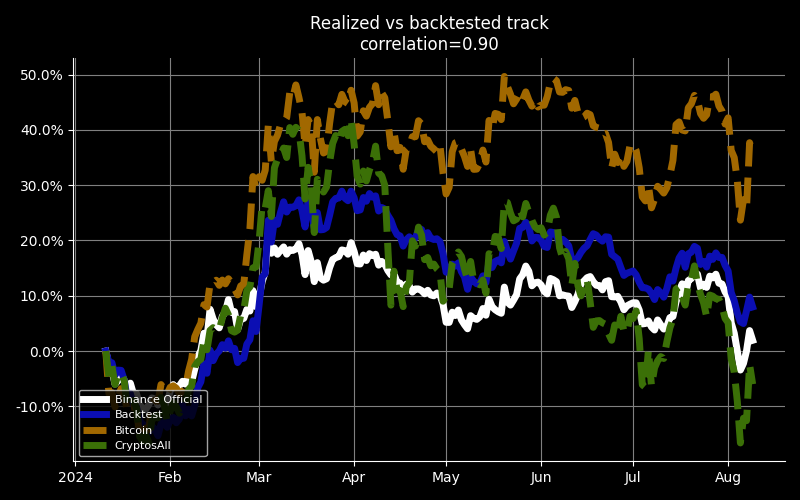 Realized vs backtested track
correlation=0.90
50.0%
40.0%
30.0%
20.0%
10.0%
0.0%
-10.0%
Binance Official
Backtest
Bitcoin
CryptosAll
2024 Feb Mar Apr May Jun Jul Aug